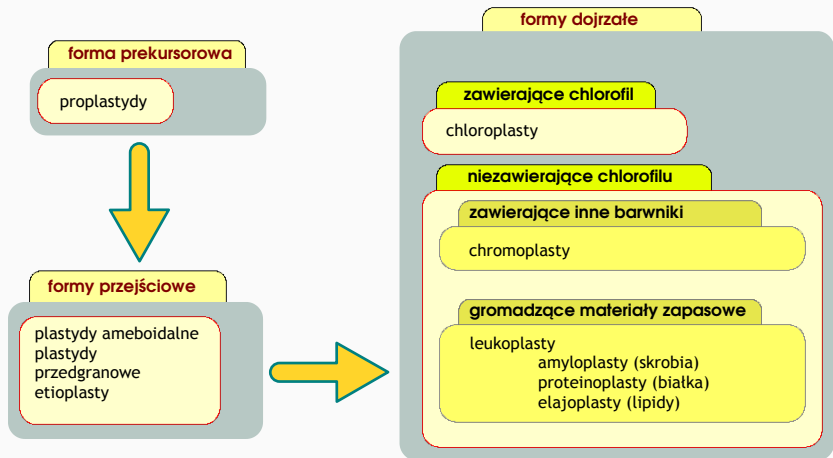 forma prekursorowa
proplastydy
formy przejściowe
plastydy ameboidalne
plastydy
przedgranowe
etioplasty
formy dojrzałe
zawierające chlorofil
chloroplasty
niezawierające chlorofilu
zawierające inne barwniki
chromoplasty
gromadzące materiały zapasowe
leukoplasty
amyloplasty (skrobia)
proteinoplasty (białka)
elajoplasty (lipidy)